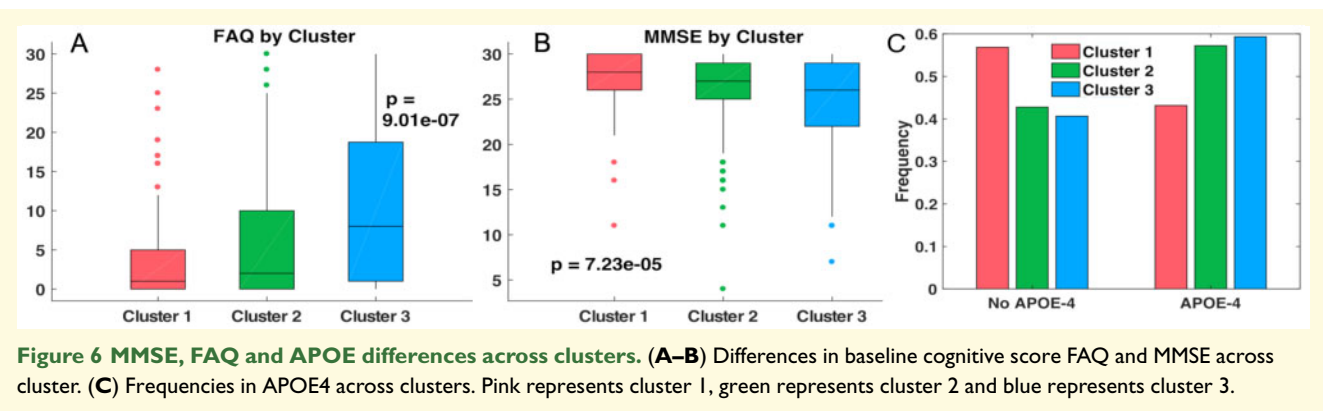 A
FAQ by Cluster
30
25
20
15
10
5
0
p =
9.01e-07
Cluster 1
Cluster 2
Cluster 3
B
MMSE by Cluster
30
25
20
15
10
5
p = 7.23e-05
Cluster 1
Cluster 2
Cluster 3
C
0.6
0.5
0.4
0.3
0.2
0.1
0
Frequency
Cluster 1
Cluster 2
Cluster 3
No APOE-4
APOE-4
Figure 6 MMSE, FAQ and APOE differences across clusters. (A–B) Differences in baseline cognitive score FAQ and MMSE across
cluster. (C) Frequencies in APOE4 across clusters. Pink represents cluster 1, green represents cluster 2 and blue represents cluster 3.